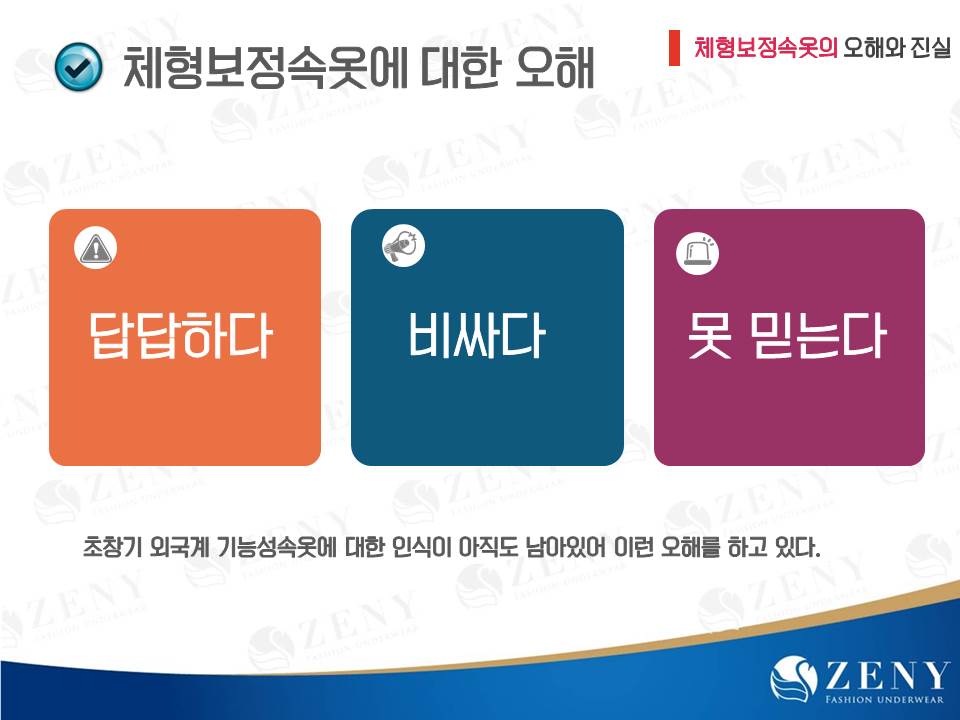 체형보정속옷에 대한 오해
체형보정속옷의 오해와 진실
답답하다
비싸다
못 믿는다
초창기 외국계 기능성속옷에 대한 인식이 아직도 남아있어 이런 오해를 하고 있다.
ZENY
FASHION UNDERWEAR